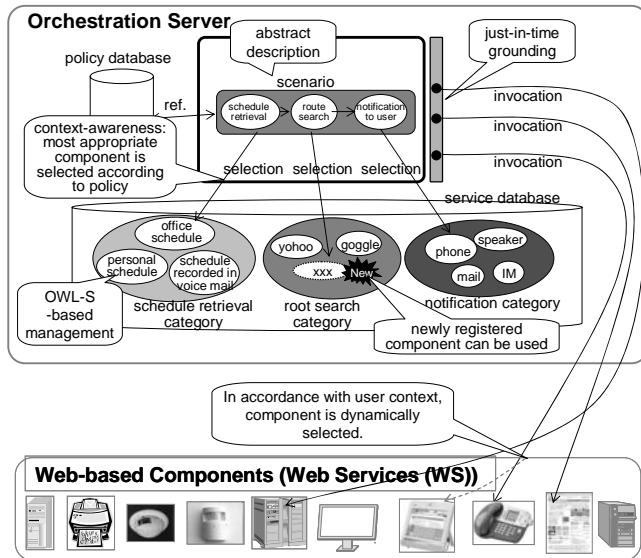 Orchestration Server
abstract
description
just-in-time
grounding
policy database
scenario
ref.
schedule
retrieval
route
search
notification
to user
invocation
invocation
invocation
context-awareness:
most appropriate
component is
selected according
to policy
selection
selection
selection
service database
office
schedule
personal
schedule
schedule
recorded in
voice mail
yohoo
goggle
xxx
New
phone
speaker
mail
IM
OWL-S
-based
management
schedule retrieval
category
root search
category
notification category
newly registered
component can be used
In accordance with user context,
component is dynamically
selected.
Web-based Components (Web Services (WS))